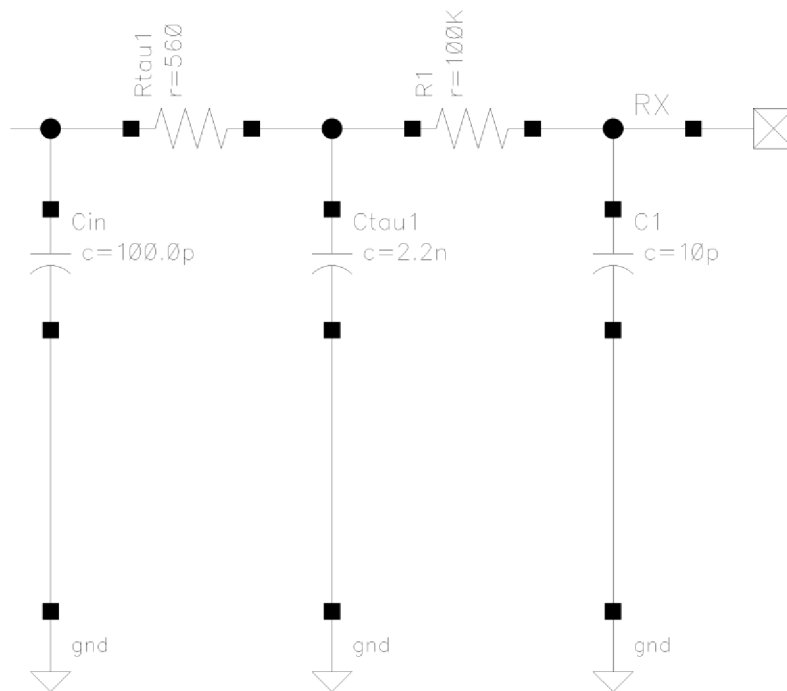 Rtau1
r=560
R1
r=100K
RX
Cin
c=100.0p
Ctau1
c=2.2n
C1
c=10p
gnd
gnd
gnd